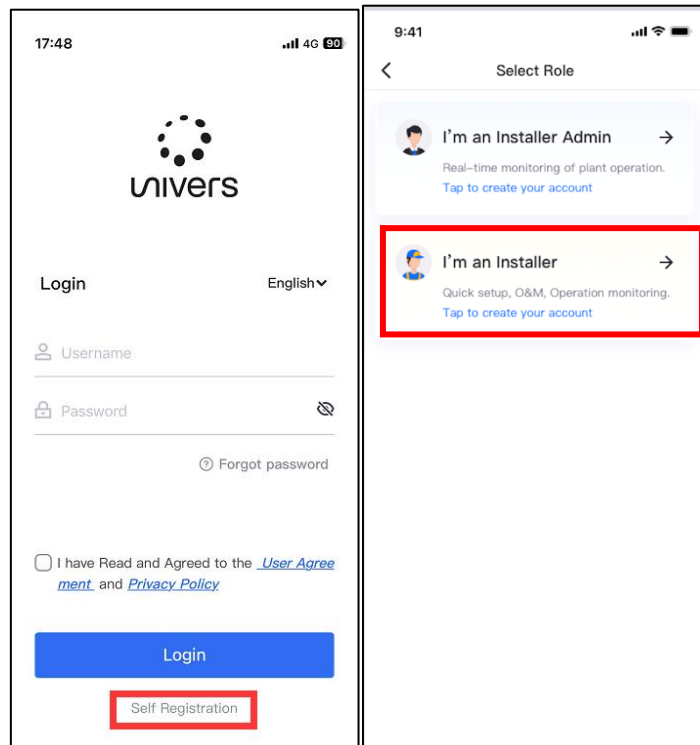 17:48
4G 90
univers
Login
English
Username
Password
Forgot password
I have Read and Agreed to the User Agree
ment and Privacy Policy
Login
Self Registration
9:41
Select Role
I'm an Installer Admin
Real-time monitoring of plant operation.
Tap to create your account
I'm an Installer
Quick setup, O&M, Operation monitoring.
Tap to create your account